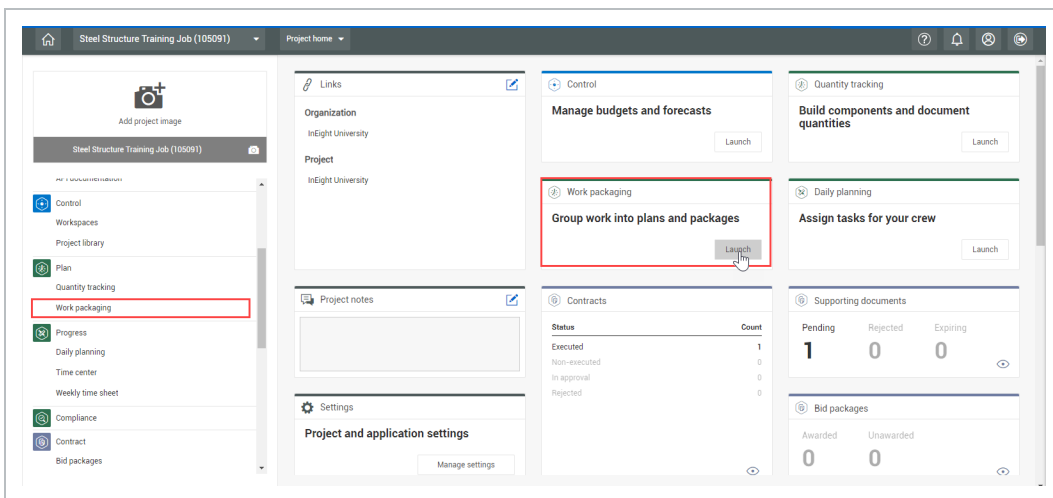 Steel Structure Training Job (105091)
Project home
Add project image
Steel Structure Training Job (105091)
API documentation
Control
Workspaces
Project library
Plan
Quantity tracking
Work packaging
Progress
Daily planning
Time center
Weekly time sheet
Compliance
Contract
Bid packages
Links
Organization
InEight University
Project
InEight University
Control
Manage budgets and forecasts
Launch
Quantity tracking
Build components and document
quantities
Launch
Work packaging
Group work into plans and packages
Launch
Daily planning
Assign tasks for your crew
Launch
Project notes
Contracts
Status Count
Executed 1
Non-executed 0
In approval 0
Rejected 0
Supporting documents
Pending Rejected Expiring
1 0 0
Settings
Project and application settings
Manage settings
Bid packages
Awarded Unawarded
0 0